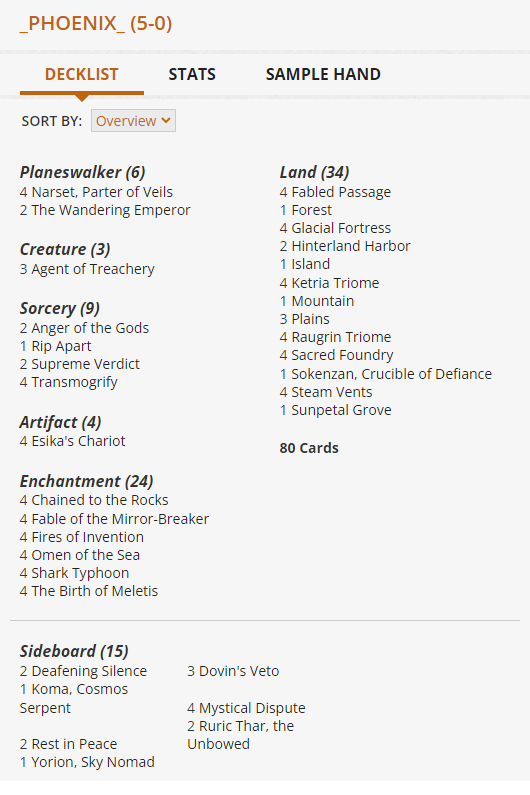 _PHOENIX_ (5-0)
DECKLIST
STATS
SAMPLE HAND
SORT BY: Overview
Planeswalker (6)
4 Narset, Parter of Veils
2 The Wandering Emperor
Creature (3)
3 Agent of Treachery
Sorcery (9)
2 Anger of the Gods
1 Rip Apart
2 Supreme Verdict
4 Transmogrify
Artifact (4)
4 Esika's Chariot
Enchantment (24)
4 Chained to the Rocks
4 Fable of the Mirror-Breaker
4 Fires of Invention
4 Omen of the Sea
4 Shark Typhoon
4 The Birth of Meletis
Land (34)
4 Fabled Passage
1 Forest
4 Glacial Fortress
2 Hinterland Harbor
1 Island
4 Ketria Triome
1 Mountain
3 Plains
4 Raugrin Triome
4 Sacred Foundry
1 Sokenzan, Crucible of Defiance
4 Steam Vents
1 Sunpetal Grove
80 Cards
Sideboard (15)
2 Deafening Silence
1 Koma, Cosmos
Serpent
2 Rest in Peace
1 Yorion, Sky Nomad
3 Dovin's Veto
4 Mystical Dispute
2 Ruric Thar, the
Unbowed